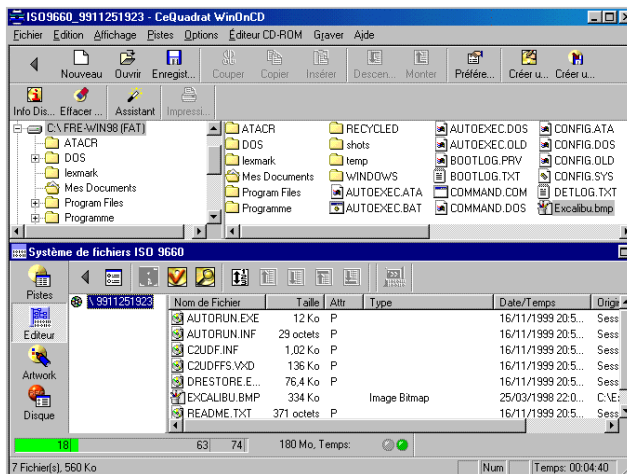 ISO9660_9911251923 - CeQuadrat WinOnCD
Fichier Edition Affichage Pistes Options Éditeur CD-ROM Graver Aide
Nouveau Ouvrir Enregist... Couper Copier Insérer Descen... Monter Préfére... Créer u... Créer u...
Info Dis... Effacer ... Assistant Impressi...
C:\ FRE-WIN98 (FAT)
ATACR
DOS
lexmark
Mes Documents
Program Files
Programme
ATACR RECYCLED AUTOEXEC.DOS CONFIG.ATA
DOS shots AUTOEXEC.OLD CONFIG.DOS
lexmark temp BOOTLOG.PRV CONFIG.OLD
Mes Documents WINDOWS BOOTLOG.TXT CONFIG.SYS
Program Files AUTOEXEC.ATA COMMAND.COM DETLOG.TXT
Programme AUTOEXEC.BAT COMMAND.DOS Excalibu.bmp
Système de fichiers ISO 9660
Pistes
Editeur
Artwork
Disque
\ 9911251923
Nom de Fichier Taille Attr Type Date/Temps Origi
AUTORUN.EXE 12 Ko P 16/11/1999 20:5... Sess
AUTORUN.INF 29 octets P 16/11/1999 20:5... Sess
C2UDF.INF 1,02 Ko P 16/11/1999 20:5... Sess
C2UDFFS.VXD 136 Ko P 16/11/1999 20:5... Sess
DRESTORE.E... 76,4 Ko P 16/11/1999 20:5... Sess
EXCALIBU.BMP 334 Ko Image Bitmap 25/03/1998 22:0... C:\E
README.TXT 371 octets P 16/11/1999 20:5... Sess
18 63 74 180 Mo, Temps:
7 Fichier(s), 560 Ko Num Temps: 00:04:40